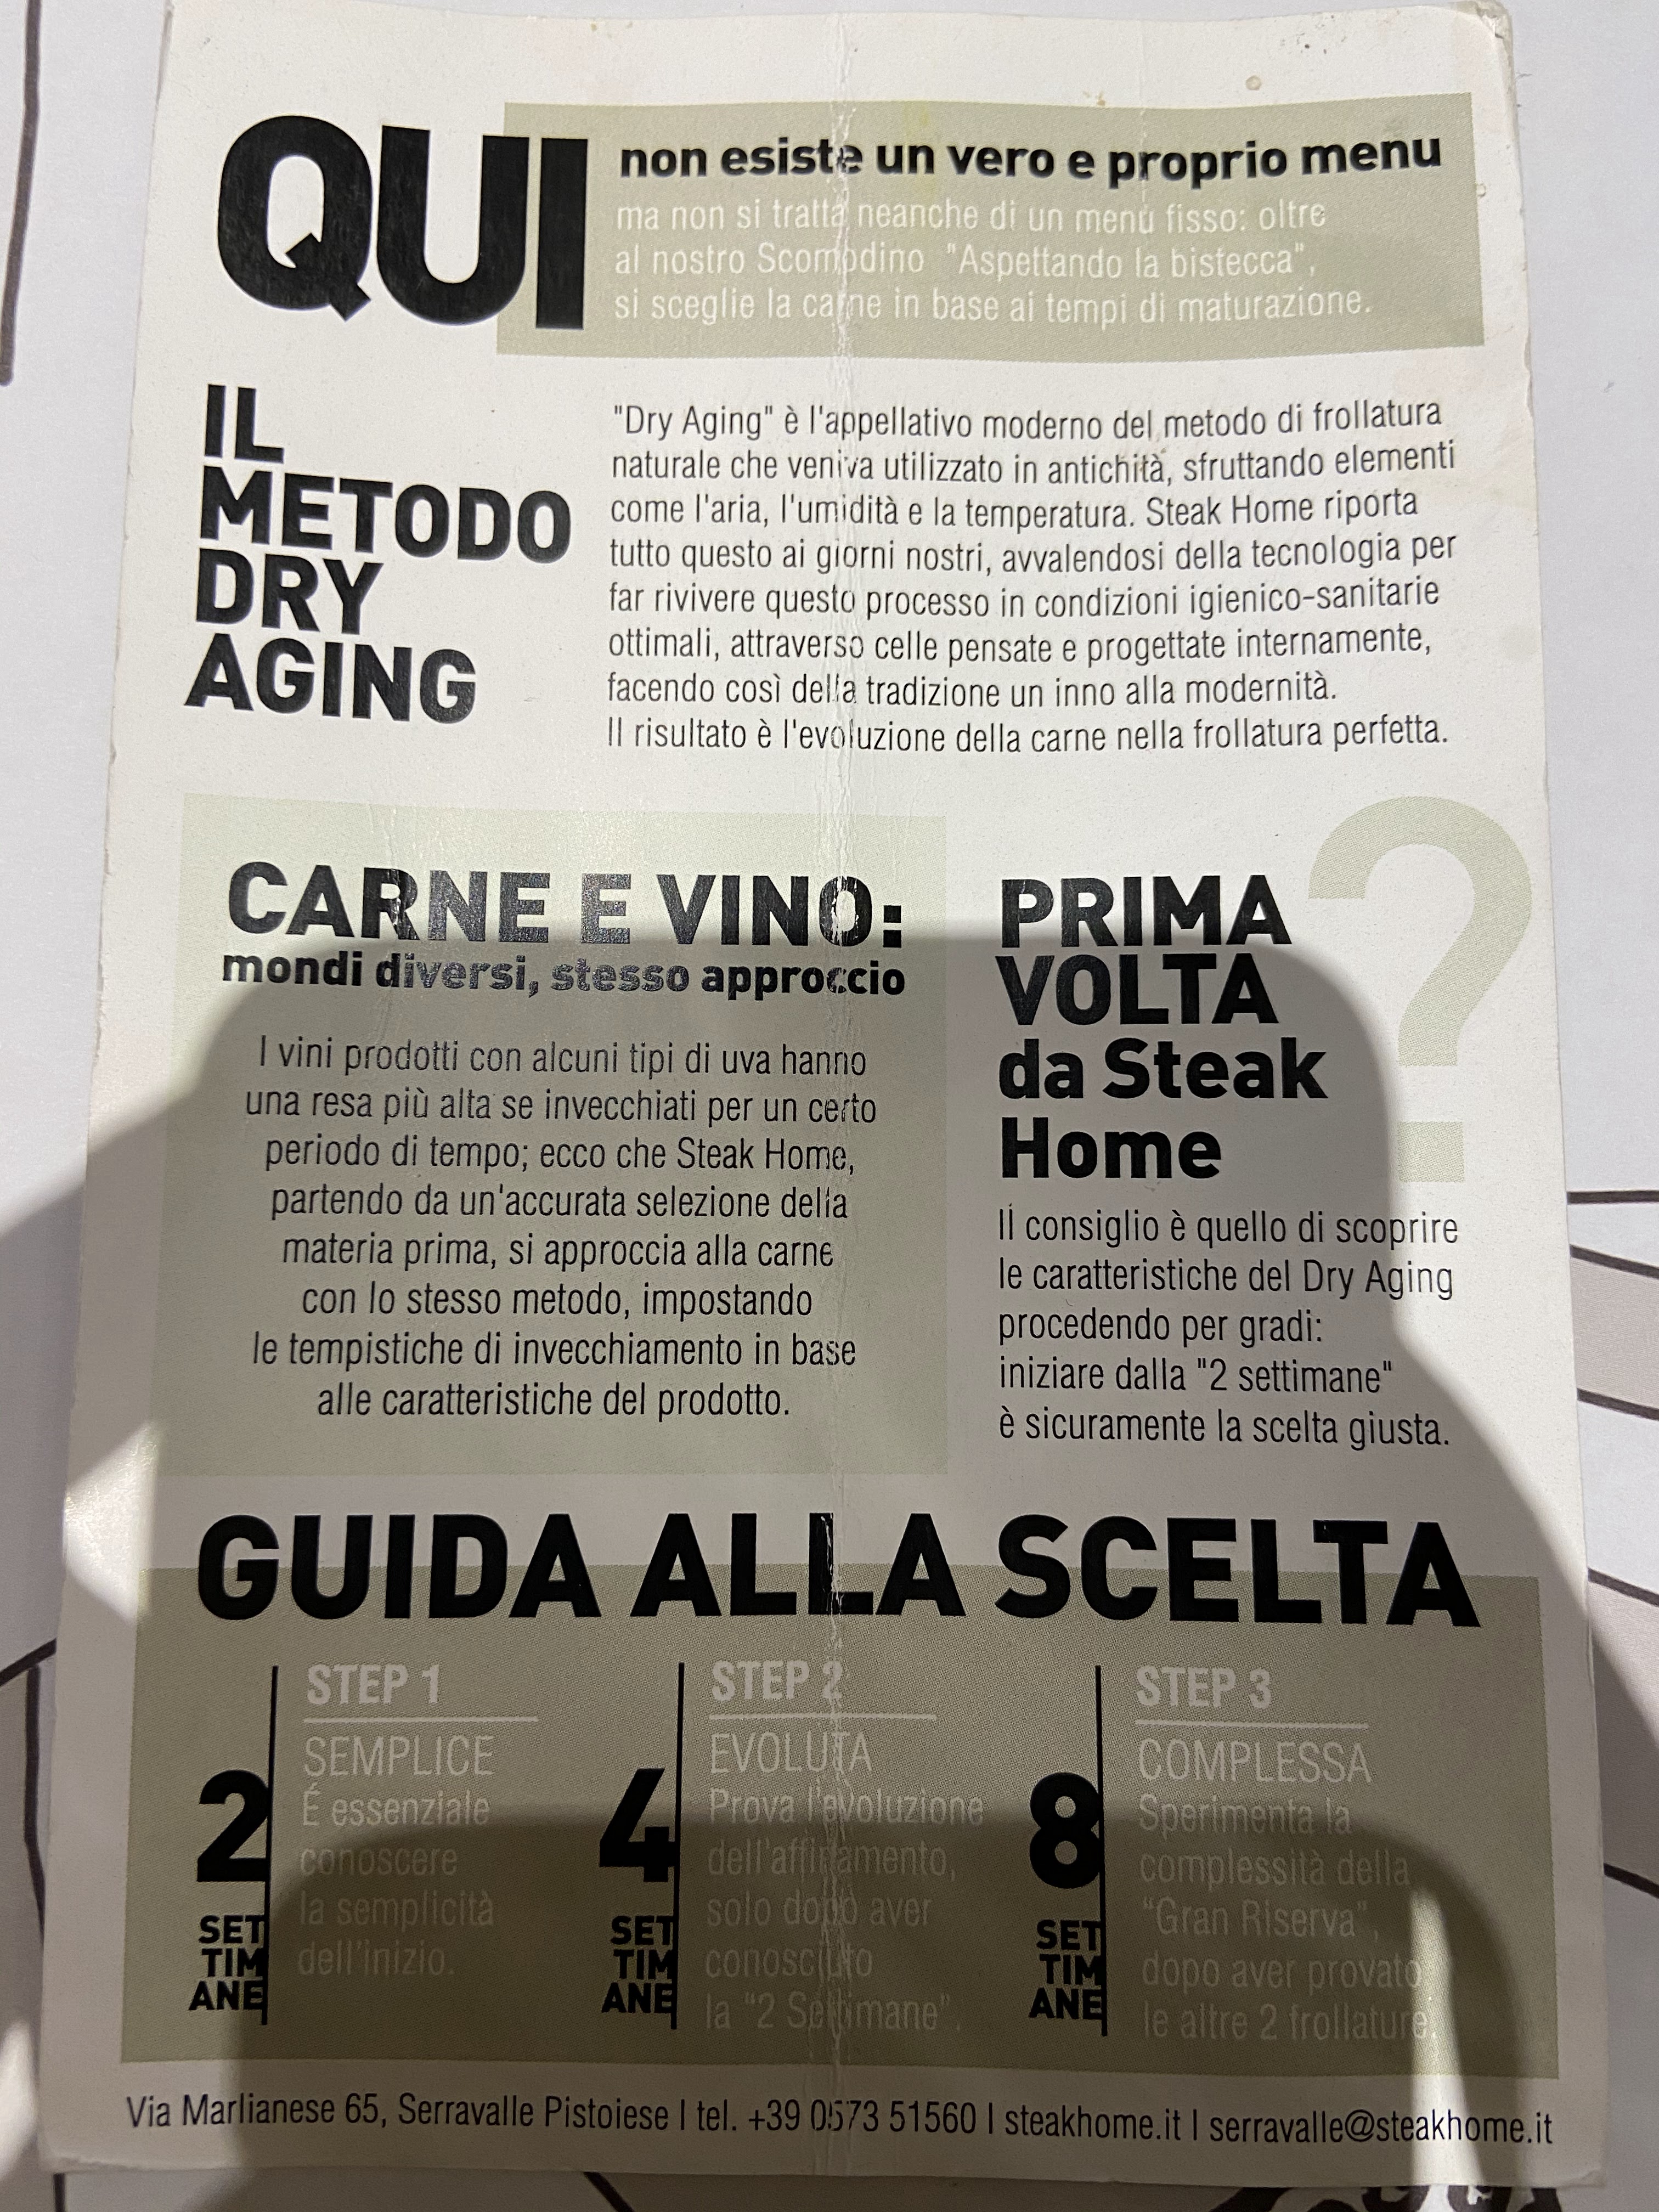 QUI
non esiste un vero e proprio menu
ma non si tratta neanche di un menù fisso: oltre
al nostro Scomodino "Aspettando la bistecca",
si sceglie la carne in base ai tempi di maturazione.
IL
METODO
DRY
AGING
"Dry Aging" è l'appellativo moderno del metodo di frollatura
naturale che veniva utilizzato in antichità, sfruttando elementi
come l'aria, l'umidità e la temperatura. Steak Home riporta
tutto questo ai giorni nostri, avvalendosi della tecnologia per
far rivivere questo processo in condizioni igienico-sanitarie
ottimali, attraverso celle pensate e progettate internamente,
facendo così della tradizione un inno alla modernità.
Il risultato è l'evoluzione della carne nella frollatura perfetta.
CARNE E VINO:
mondi diversi, stesso approccio
I vini prodotti con alcuni tipi di uva hanno
una resa più alta se invecchiati per un certo
periodo di tempo; ecco che Steak Home,
partendo da un'accurata selezione della
materia prima, si approccia alla carne
con lo stesso metodo, impostando
le tempistiche di invecchiamento in base
alle caratteristiche del prodotto.
PRIMA
VOLTA
da Steak
Home
?
Il consiglio è quello di scoprire
le caratteristiche del Dry Aging
procedendo per gradi:
iniziare dalla "2 settimane"
è sicuramente la scelta giusta.
GUIDA ALLA SCELTA
2
SET
TIM
ANE
STEP 1
SEMPLICE
É essenziale
conoscere
la semplicità
dell'inizio.
4
SET
TIM
ANE
STEP 2
EVOLUTA
Prova l'evoluzione
dell'affinamento,
solo dopo aver
conosciuto
la "2 Settimane".
8
SET
TIM
ANE
STEP 3
COMPLESSA
Sperimenta la
complessità della
"Gran Riserva",
dopo aver provato
le altre 2 frollature.
Via Marlianese 65, Serravalle Pistoiese I tel. +39 0573 51560 I steakhome.it I serravalle@steakhome.it